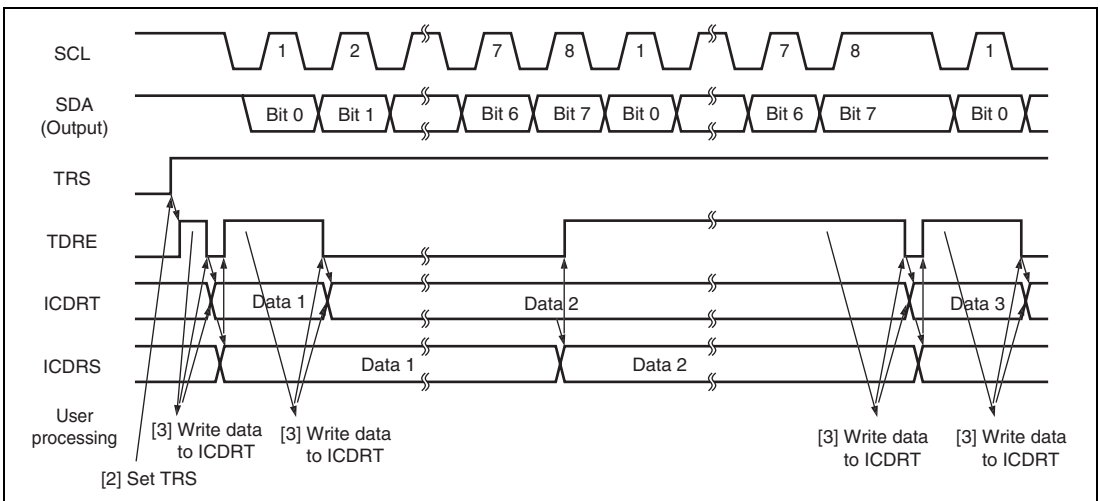 SCL 1 2 7 8 1 7 8 1
SDA
(Output)
Bit 0 Bit 1 Bit 6 Bit 7 Bit 0 Bit 6 Bit 7 Bit 0
TRS
TDRE
ICDRT Data 1 Data 2 Data 3
ICDRS Data 1 Data 2
User
processing
[3] Write data
to ICDRT
[3] Write data
to ICDRT
[3] Write data
to ICDRT
[3] Write data
to ICDRT
[2] Set TRS